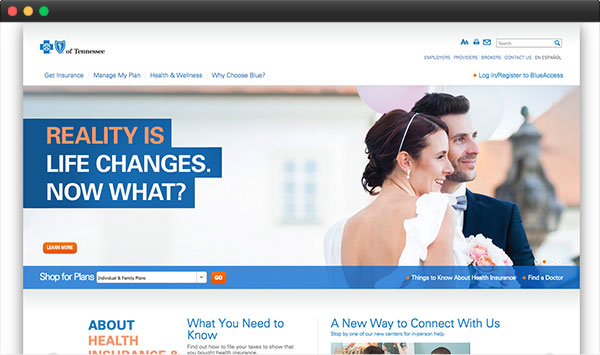 of Tennessee
AA
Search
EMPLOYERS PROVIDERS BROKERS CONTACT US EN ESPAÑOL
Get Insurance Manage My Plan Health & Wellness Why Choose Blue?
Log In/Register to BlueAccess
REALITY IS
LIFE CHANGES.
NOW WHAT?
LEARN MORE
Shop for Plans Individual & Family Plans GO
Things to Know About Health Insurance Find a Doctor
ABOUT
HEALTH
INSURANCE &
What You Need to
Know
Find out how to file your taxes to show that
you bought health insurance.
A New Way to Connect With Us
Stop by one of our new centers for in-person help.